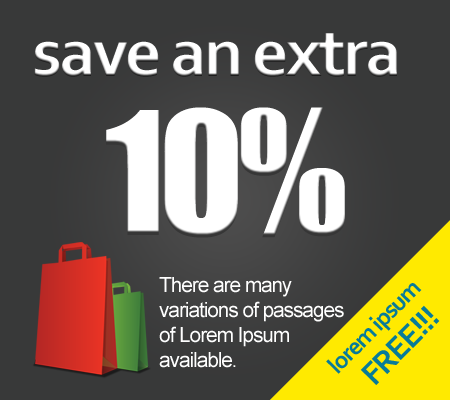 save an extra
10%
There are many
variations of passages
of Lorem Ipsum
available.
lorem ipsum
FREE!!!